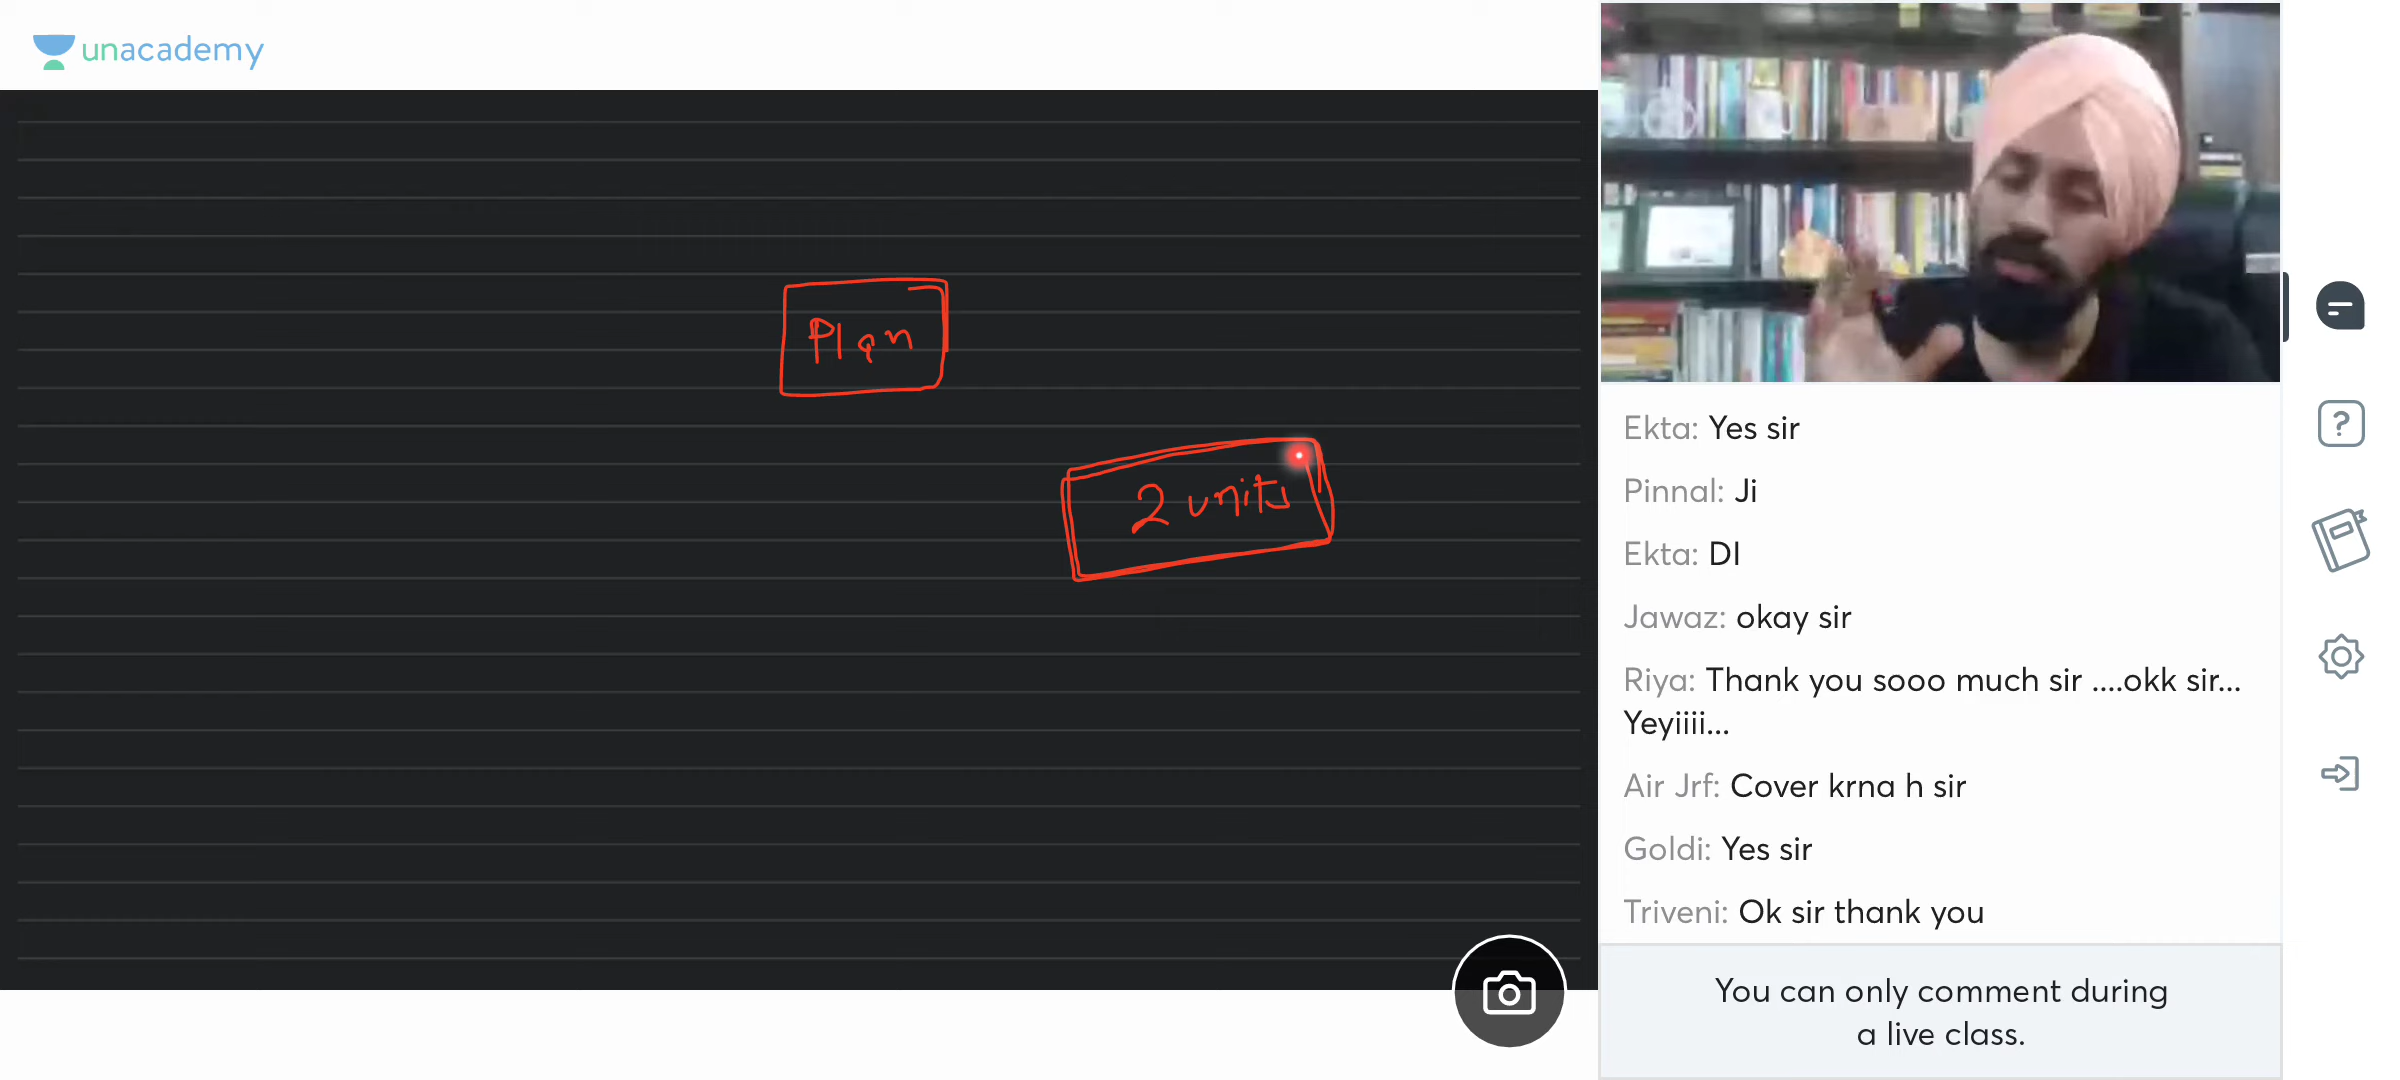 unacademy
Plan
2 units
Ekta: Yes sir
Pinnal: Ji
Ekta: DI
Jawaz: okay sir
Riya: Thank you sooo much sir ....okk sir...
Yeyiiii...
Air Jrf: Cover krna h sir
Goldi: Yes sir
Triveni: Ok sir thank you
You can only comment during
a live class.
?